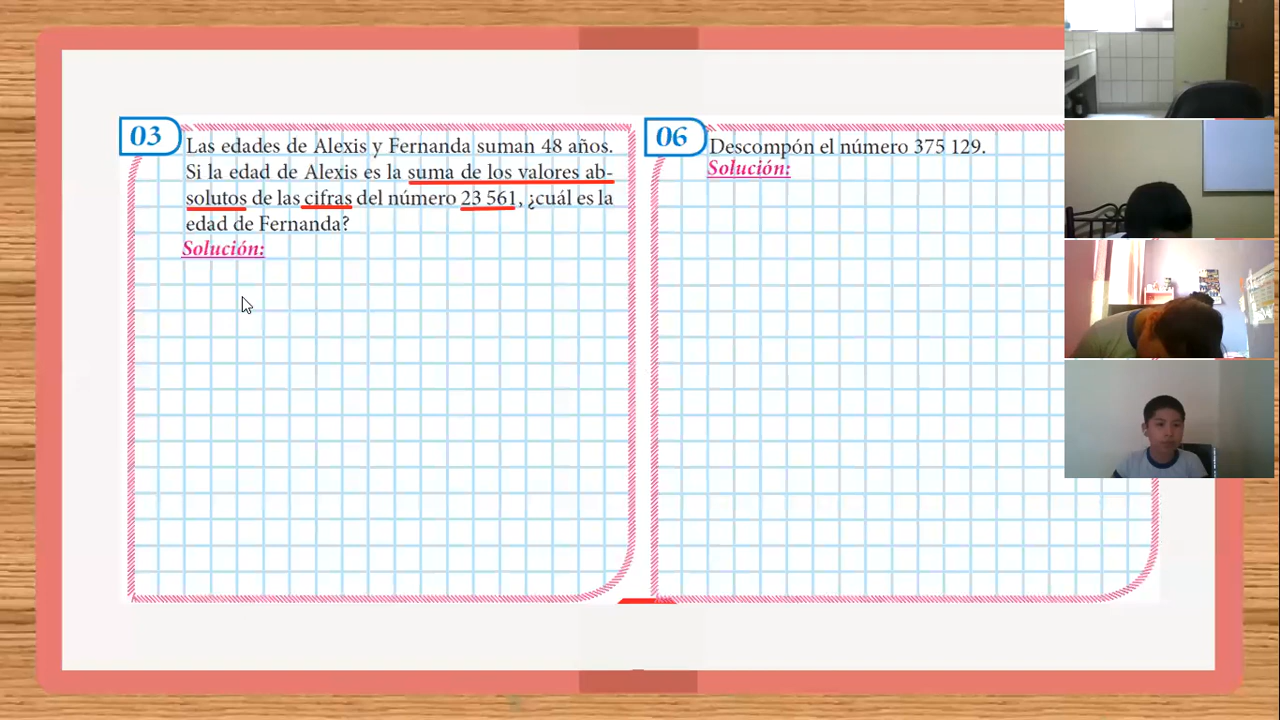 03
Las edades de Alexis y Fernanda suman 48 años.
Si la edad de Alexis es la suma de los valores ab-
solutos de las cifras del número 23 561, ¿cuál es la
edad de Fernanda?
Solución:
06
Descompón el número 375 129.
Solución: